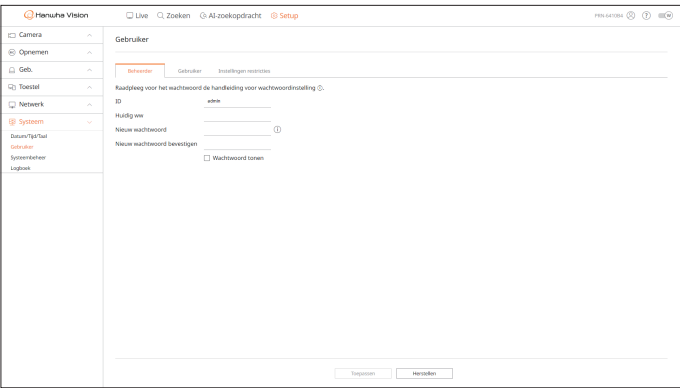 Hanwha Vision
Live Zoeken AI-zoekopdracht Setup
PRN-6410B4
Camera
Opnemen
Geb.
Toestel
Netwerk
Systeem
Datum/Tijd/Taal
Gebruiker
Systeembeheer
Logboek
Gebruiker
Beheerder Gebruiker Instellingen restricties
Raadpleeg voor het wachtwoord de handleiding voor wachtwoordinstelling ⓘ.
ID admin
Huidig ww
Nieuw wachtwoord
Nieuw wachtwoord bevestigen
Wachtwoord tonen
Toepassen Herstellen